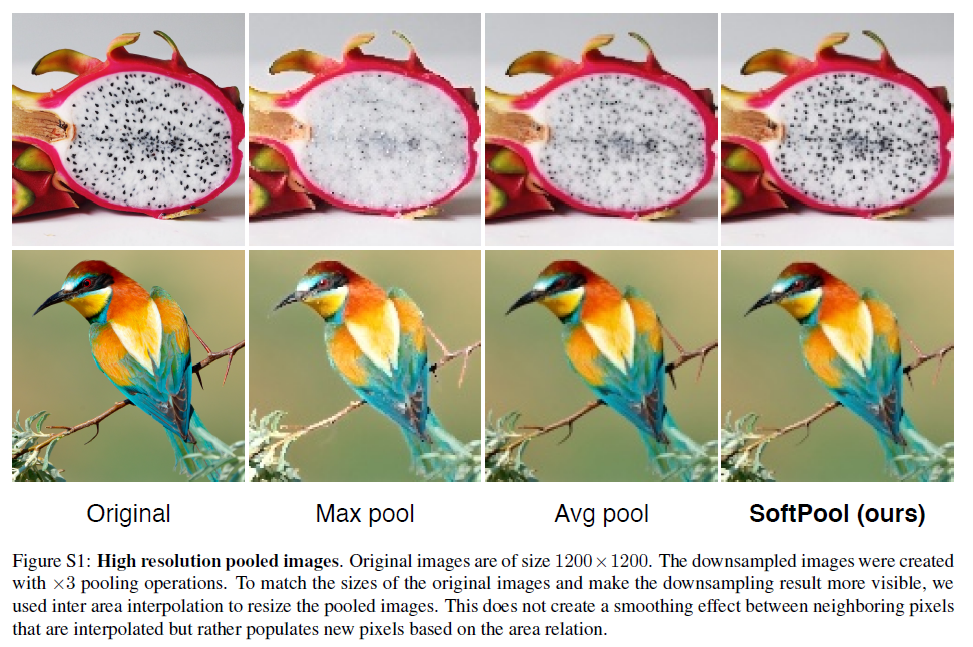 Original
Max pool
Avg pool
SoftPool (ours)
Figure S1: High resolution pooled images. Original images are of size 1200×1200. The downsampled images were created
with ×3 pooling operations. To match the sizes of the original images and make the downsampling result more visible, we
used inter area interpolation to resize the pooled images. This does not create a smoothing effect between neighboring pixels
that are interpolated but rather populates new pixels based on the area relation.